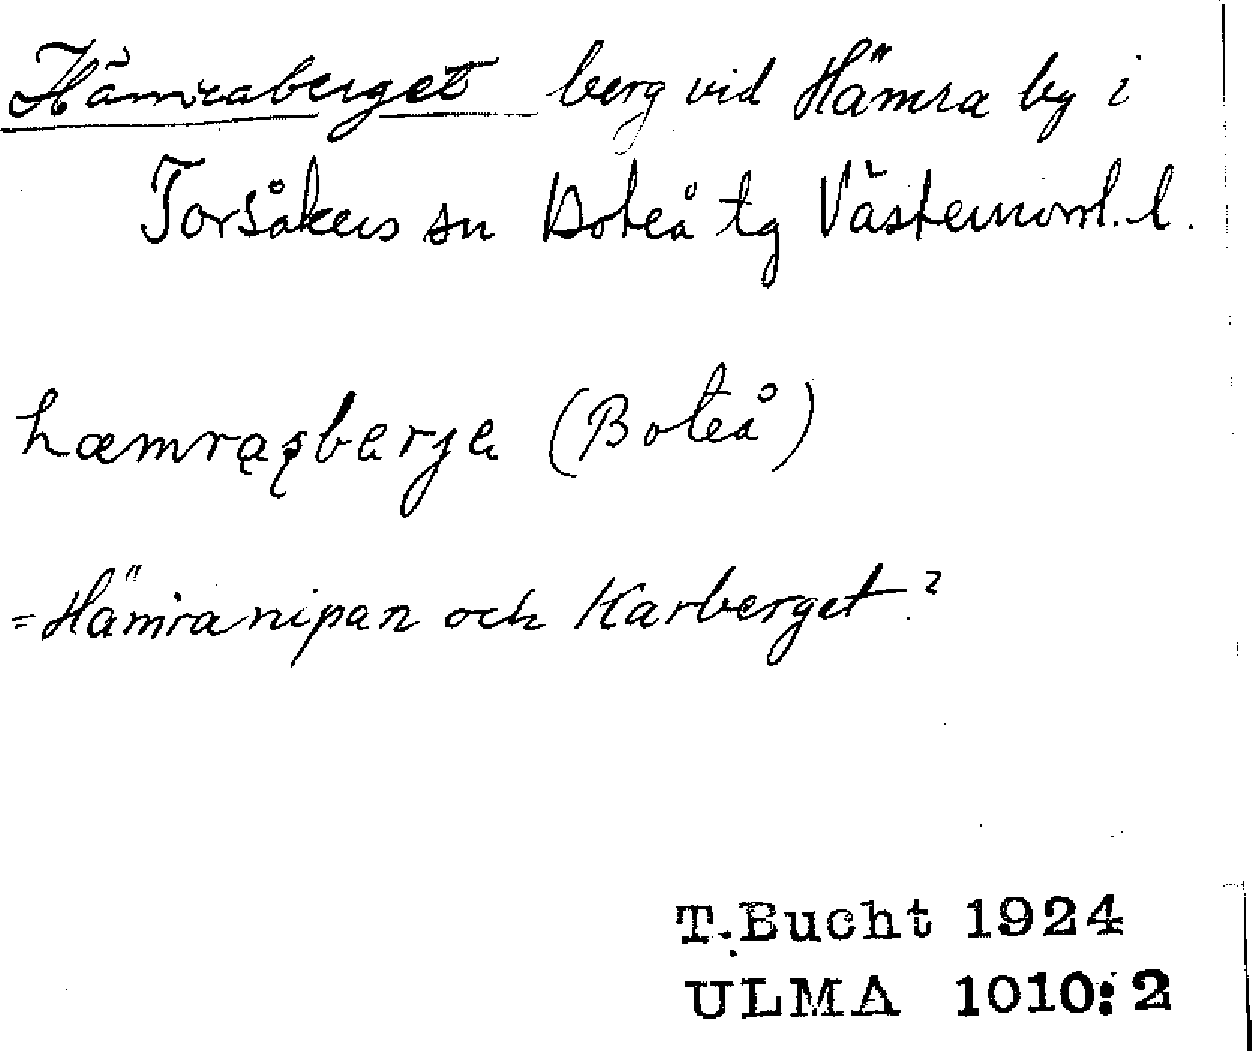 Hämraberget berg vid Hämra by i
Torsåkers sn Boteå tg Västernorrl. l.
(Boteå)
= Hämranipan och Karberget?
T. Bucht 1924
ULMA 1010:2